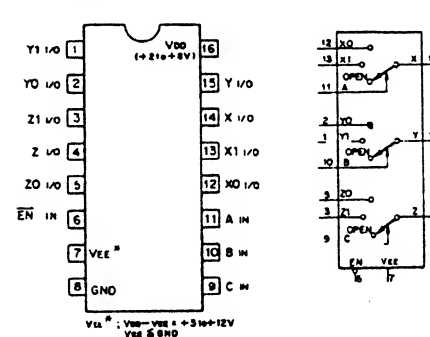 Y1 I/O 1
VDD
(+2 to +8V)
16
Y0 I/O 2
15 Y I/O
Z1 I/O 3
14 X I/O
Z I/O 4
13 X1 I/O
Z0 I/O 5
12 X0 I/O
EN IN 6
11 A IN
7 VEE*
10 B IN
8 GND
9 C IN
VEE* ; VDD-VEE = +3 to +12V
VEE ≤ GND
12 X0
13 X1 X
OPEN
11 A
2 Y0
1 Y1 Y
OPEN
10 B
5 Z0
3 Z1 Z
OPEN
9 C
EN VEE
6 7